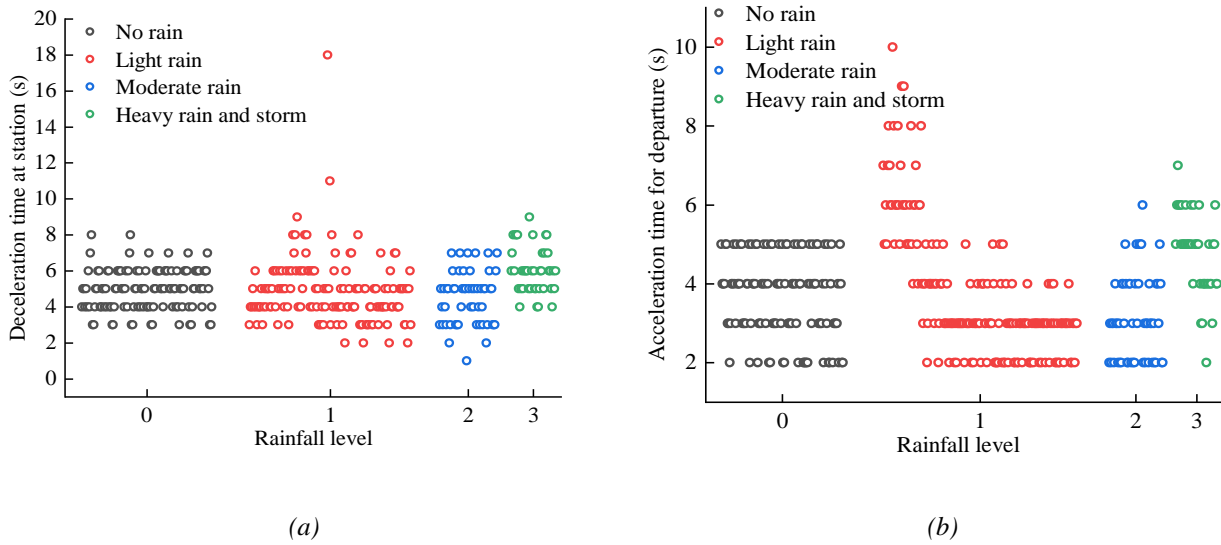 20
18
16
14
12
10
8
6
4
2
0
Deceleration time at station (s)
No rain
Light rain
Moderate rain
Heavy rain and storm
0 1 2 3
Rainfall level
(a)
10
8
6
4
2
Acceleration time for departure (s)
No rain
Light rain
Moderate rain
Heavy rain and storm
0 1 2 3
Rainfall level
(b)